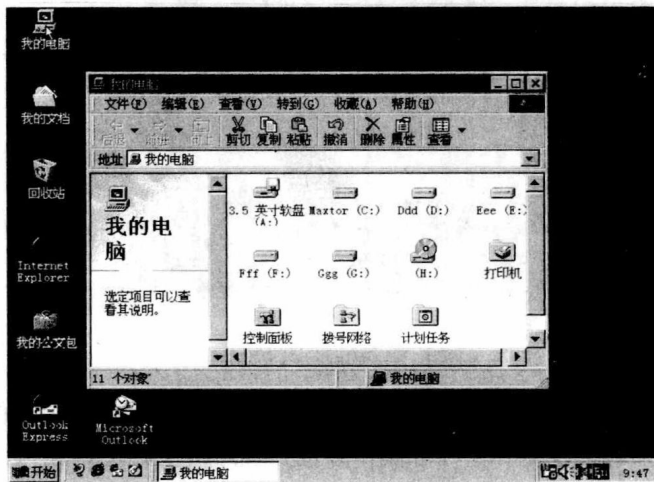 我的电脑
我的文档
回收站
Internet
Explorer
我的公文包
Outlook
Express
Microsoft
Outlook
我的电脑
文件(F) 编辑(E) 查看(V) 转到(G) 收藏(A) 帮助(H)
后退 前进 向上 剪切 复制 粘贴 撤消 删除 属性 查看
地址 我的电脑
我的电
脑
选定项目可以查
看其说明。
3.5 英寸软盘
(A:)
Maxtor (C:)
Ddd (D:)
Eee (E:)
Fff (F:)
Ggg (G:)
(H:)
打印机
控制面板
拨号网络
计划任务
11 个对象
我的电脑
开始
我的电脑
9:47